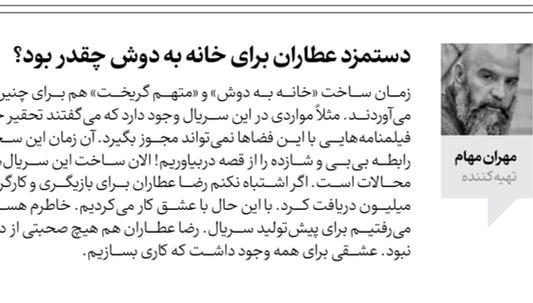 دستمزد عطاران برای خانه به دوش چقدر بود؟
زمان ساخت «خانه به دوش» و «متهم گریخت» هم برای چنین
می‌آوردند. مثلاً مواردی در این سریال وجود دارد که می‌گفتند تحقیر
فیلمنامه‌هایی با این فضاها نمی‌تواند مجوز بگیرد. آن زمان این
رابطه بی‌بی و شازده را از قصه دربیاوریم! الان ساخت این سریال،
محالات است. اگر اشتباه نکنم رضا عطاران برای بازیگری و
میلیون دریافت کرد. با این حال با عشق کار می‌کردیم. خاطرم
می‌رفتیم برای پیش‌تولید سریال. رضا عطاران هم هیچ صحبتی از
نبود. عشقی برای همه وجود داشت که کاری بسازیم.
مهران مهام
تهیه‌کننده